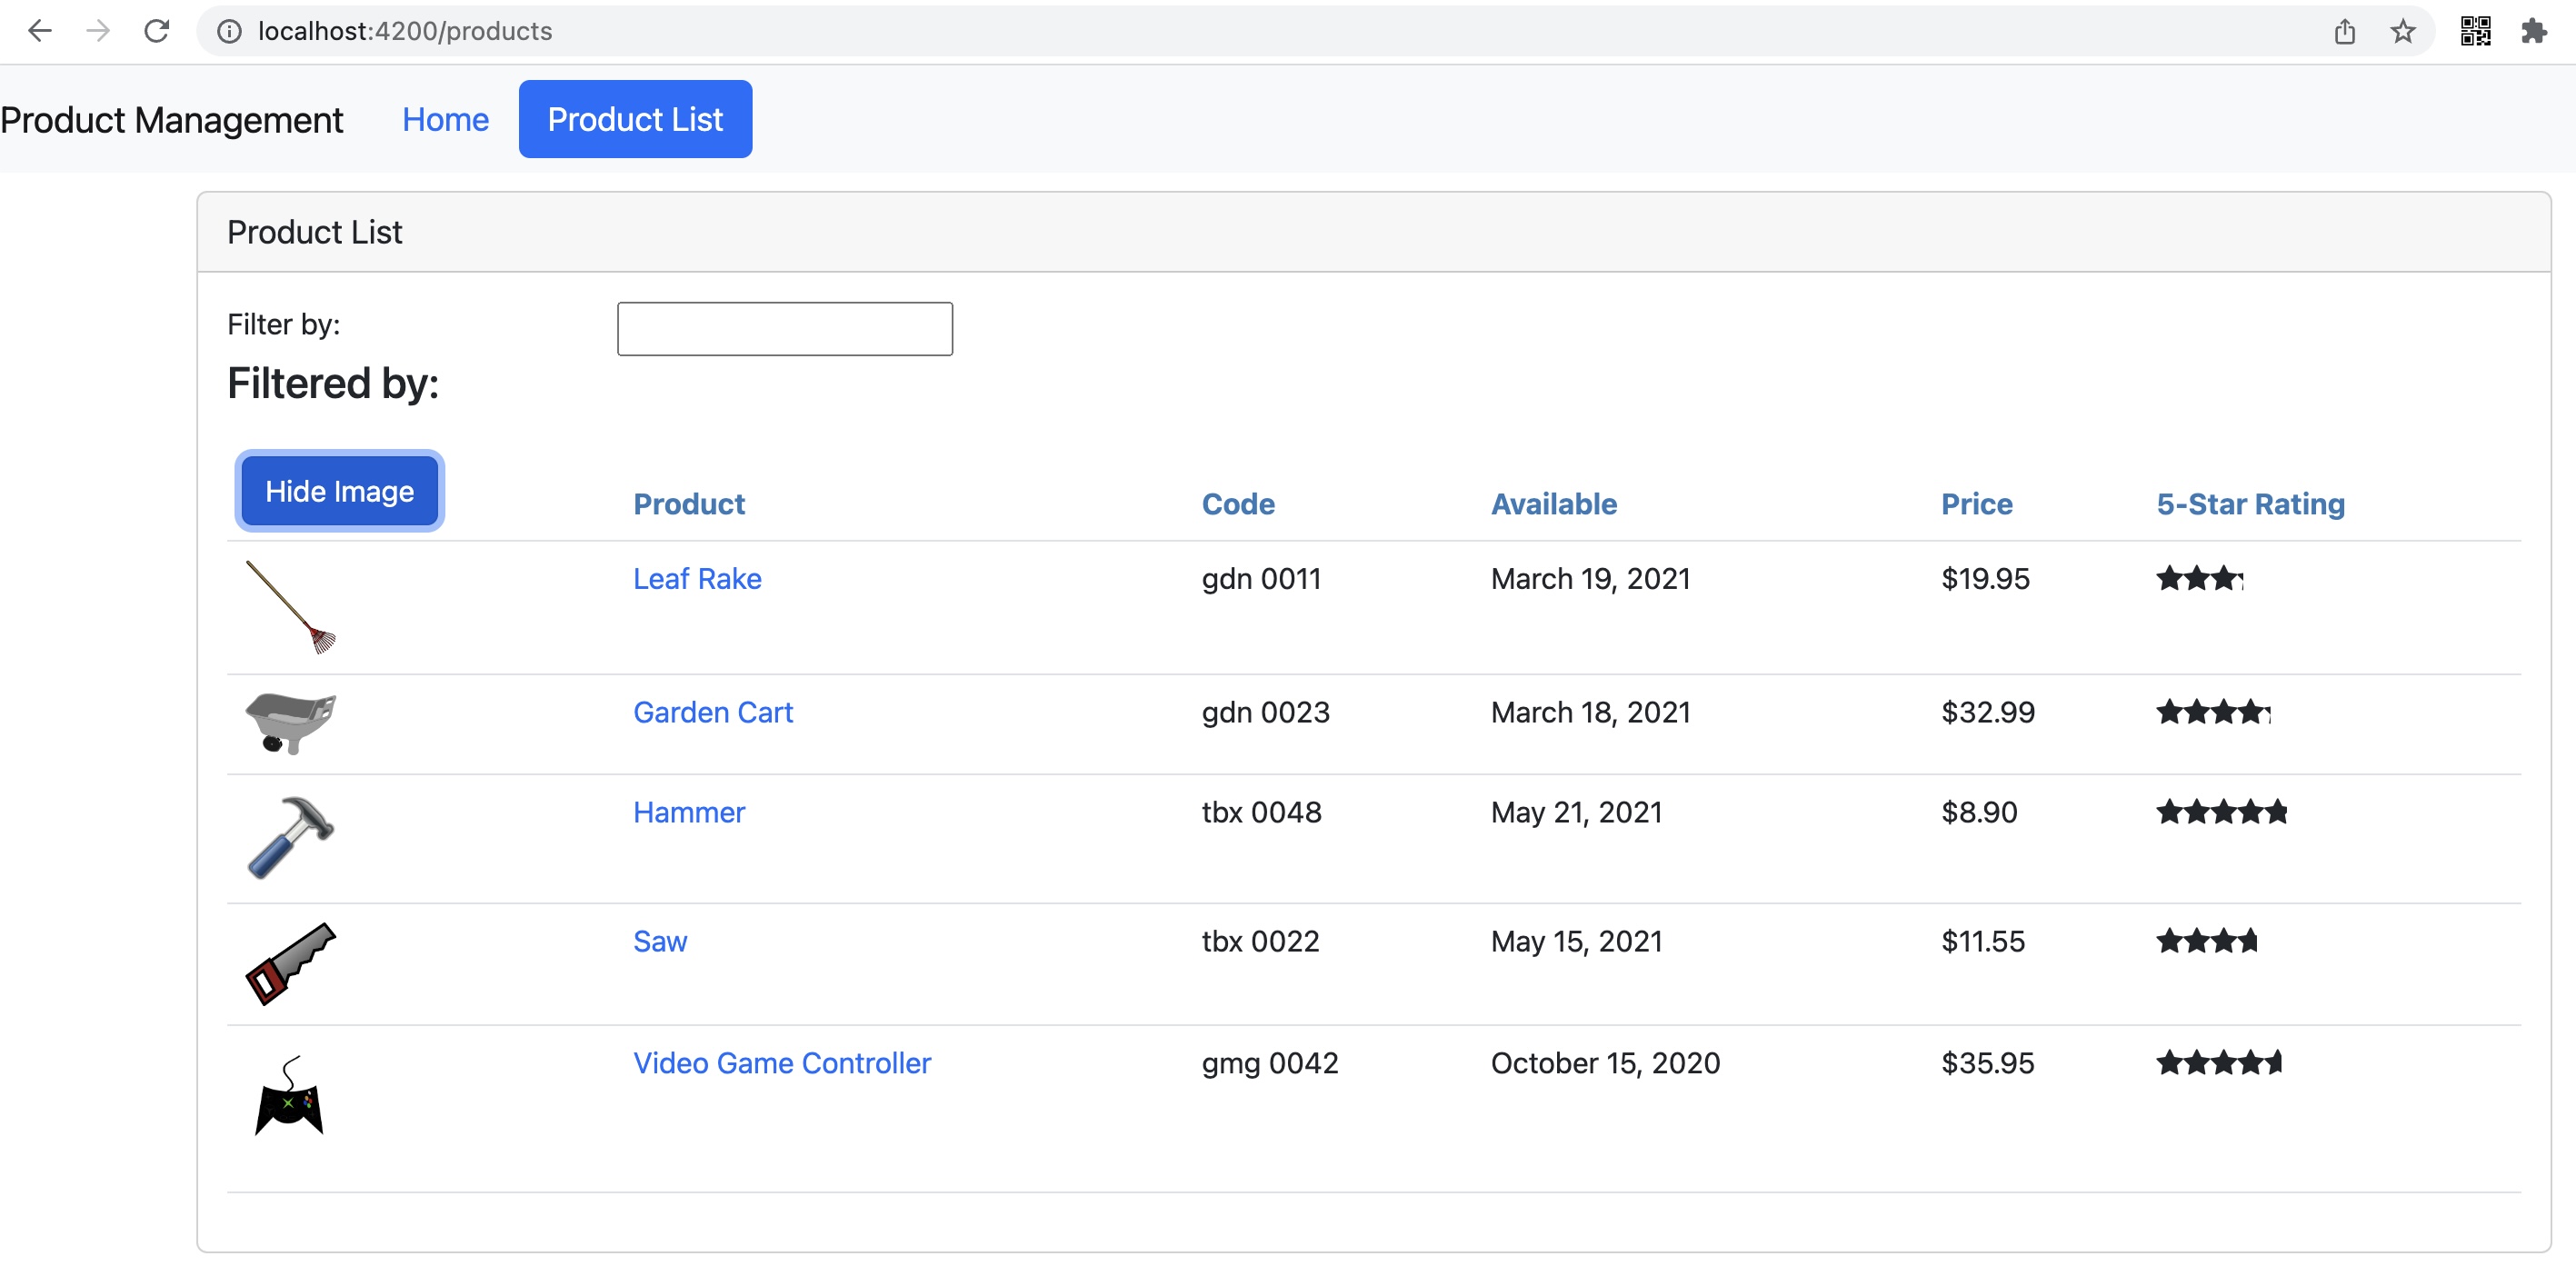 localhost:4200/products
Product Management Home Product List
Product List
Filter by:
Filtered by:
Hide Image Product Code Available Price 5-Star Rating
Leaf Rake gdn 0011 March 19, 2021 $19.95
Garden Cart gdn 0023 March 18, 2021 $32.99
Hammer tbx 0048 May 21, 2021 $8.90
Saw tbx 0022 May 15, 2021 $11.55
Video Game Controller gmg 0042 October 15, 2020 $35.95